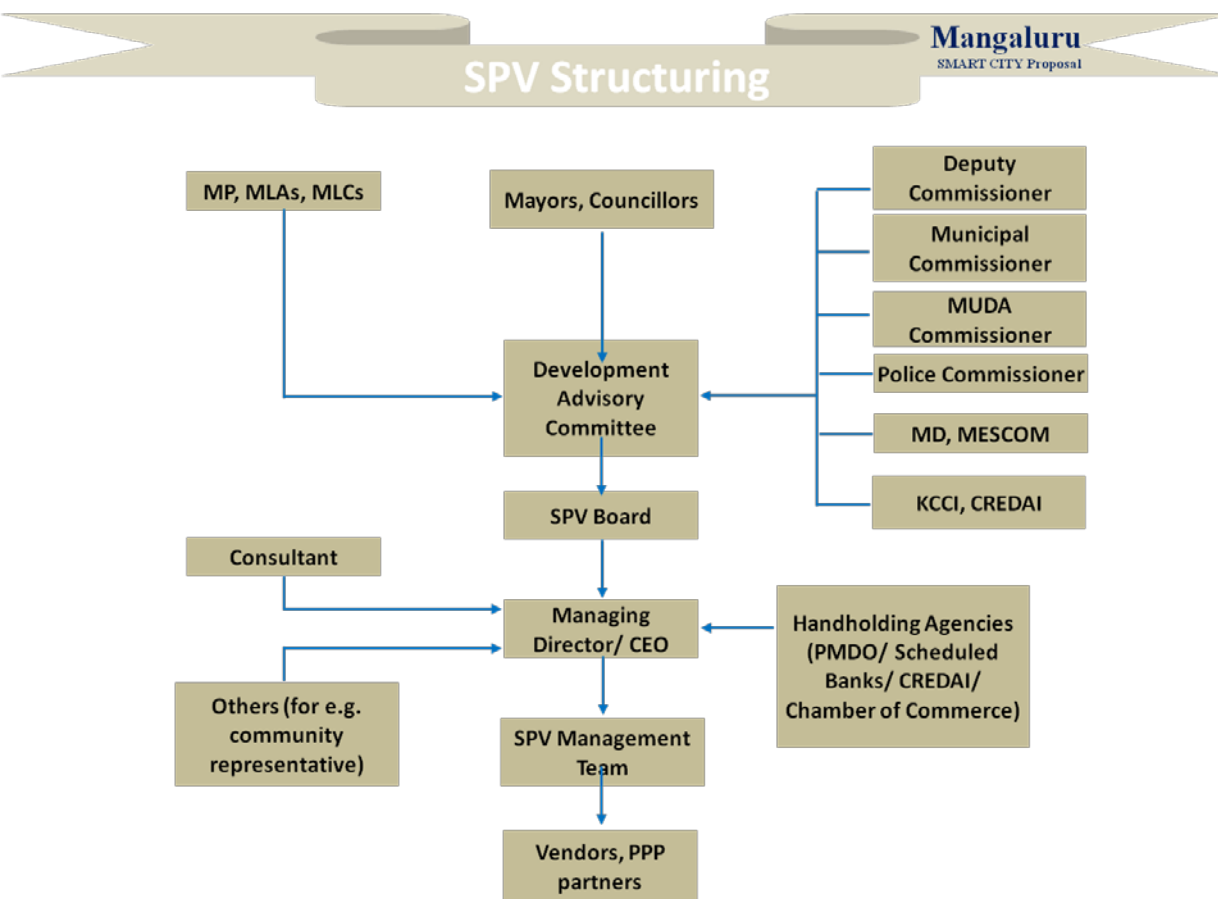 Mangaluru
SMART CITY Proposal
SPV Structuring
MP, MLAs, MLCs
Mayors, Councillors
Deputy
Commissioner
Municipal
Commissioner
MUDA
Commissioner
Police Commissioner
MD, MESCOM
KCCI, CREDAI
Development
Advisory
Committee
SPV Board
Consultant
Managing
Director/ CEO
Handholding Agencies
(PMDO/ Scheduled
Banks/ CREDAI/
Chamber of Commerce)
Others (for e.g.
community
representative)
SPV Management
Team
Vendors, PPP
partners